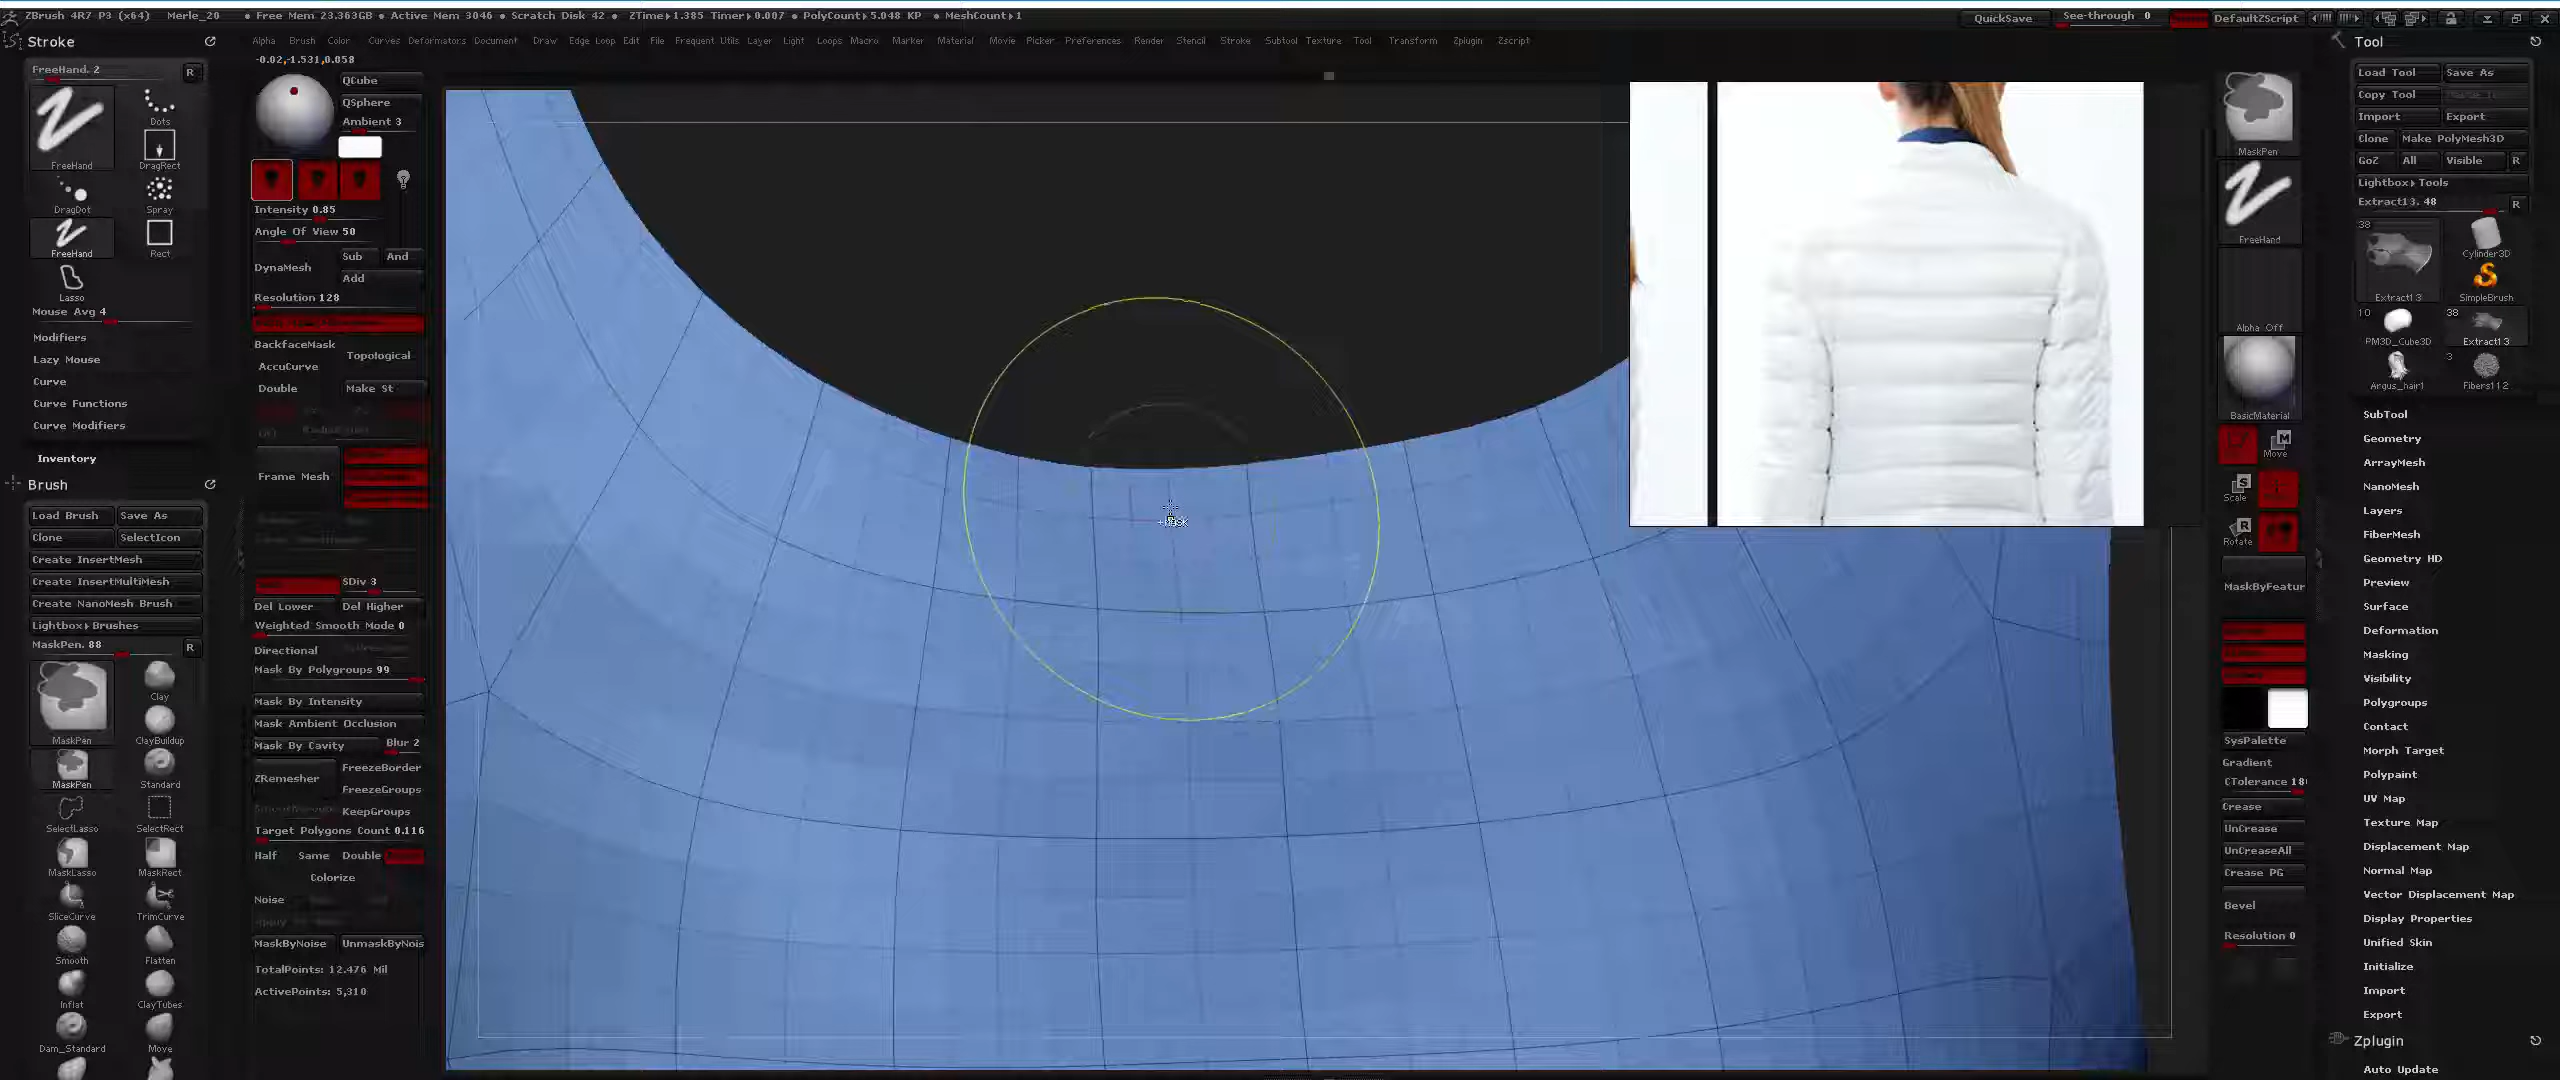 ZBrush 4R7 P3 (x64) Merle_20 • Free Mem 23.363GB • Active Mem 3046 • Scratch Disk 42 • ZTime▸1.385 Timer▸0.007 • PolyCount▸5.048 KP • MeshCount▸1
QuickSave See-through 0 DefaultZScript
Alpha Brush Color Curves Deformators Document Draw Edge Loop Edit File Frequent Utils Layer Light Loops Macro Marker Material Movie Picker Preferences Render Stencil Stroke Subtool Texture Tool Transform Zplugin Zscript
-0.02,-1.531,0.058
Stroke
FreeHand. 2
R
FreeHand
Dots
DragRect
DragDot
Spray
FreeHand
Rect
Lasso
Mouse Avg 4
Modifiers
Lazy Mouse
Curve
Curve Functions
Curve Modifiers
Inventory
Brush
Load Brush Save As
Clone SelectIcon
Create InsertMesh
Create InsertMultiMesh
Create NanoMesh Brush
Lightbox▸Brushes
MaskPen. 88
R
MaskPen
Clay
ClayBuildup
MaskPen
Standard
SelectLasso
SelectRect
MaskLasso
MaskRect
SliceCurve
TrimCurve
Smooth
Flatten
Inflat
ClayTubes
Dam_Standard
Move
QCube
QSphere
Ambient 3
Intensity 0.85
Angle Of View 50
Sub And
DynaMesh
Add
Resolution 128
BackfaceMask
Topological
AccuCurve
Double Make St
Frame Mesh
SDiv 3
Del Lower Del Higher
Weighted Smooth Mode 0
Directional
Mask By Polygroups 99
Mask By Intensity
Mask Ambient Occlusion
Mask By Cavity Blur 2
FreezeBorder
ZRemesher
FreezeGroups
KeepGroups
Target Polygons Count 0.116
Half Same Double
Colorize
Noise
MaskByNoise UnmaskByNois
TotalPoints: 12.476 Mil
ActivePoints: 5,310
+Mask
MaskPen
FreeHand
Alpha Off
BasicMaterial
Move
Scale
Rotate
MaskByFeatur
SysPalette
Gradient
CTolerance 18
Crease
UnCrease
UnCreaseAll
Crease PG
Bevel
Resolution 0
Tool
Load Tool Save As
Copy Tool
Import Export
Clone Make PolyMesh3D
GoZ All Visible R
Lightbox▸Tools
Extract13. 48
R
38
Extract13
Cylinder3D
SimpleBrush
10
PM3D_Cube3D
38
Extract13
Argus_hair1
3
Fibers112
SubTool
Geometry
ArrayMesh
NanoMesh
Layers
FiberMesh
Geometry HD
Preview
Surface
Deformation
Masking
Visibility
Polygroups
Contact
Morph Target
Polypaint
UV Map
Texture Map
Displacement Map
Normal Map
Vector Displacement Map
Display Properties
Unified Skin
Initialize
Import
Export
Zplugin
Auto Update